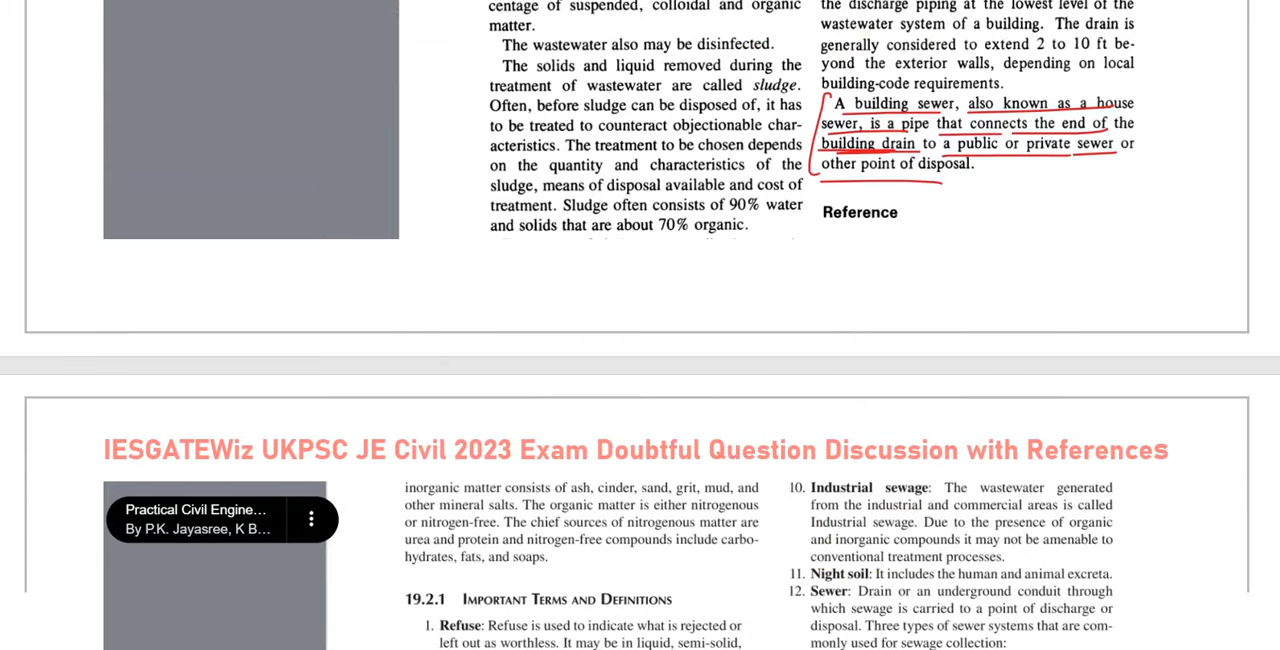 centage of suspended, colloidal and organic
matter.
The wastewater also may be disinfected.
The solids and liquid removed during the
treatment of wastewater are called sludge.
Often, before sludge can be disposed of, it has
to be treated to counteract objectionable char-
acteristics. The treatment to be chosen depends
on the quantity and characteristics of the
sludge, means of disposal available and cost of
treatment. Sludge often consists of 90% water
and solids that are about 70% organic.
the discharge piping at the lowest level of the
wastewater system of a building. The drain is
generally considered to extend 2 to 10 ft be-
yond the exterior walls, depending on local
building-code requirements.
A building sewer, also known as a house
sewer, is a pipe that connects the end of the
building drain to a public or private sewer or
other point of disposal.
Reference
IESGATEWiz UKPSC JE Civil 2023 Exam Doubtful Question Discussion with References
Practical Civil Engine...
By P.K. Jayasree, K B...
inorganic matter consists of ash, cinder, sand, grit, mud, and
other mineral salts. The organic matter is either nitrogenous
or nitrogen-free. The chief sources of nitrogenous matter are
urea and protein and nitrogen-free compounds include carbo-
hydrates, fats, and soaps.
19.2.1 IMPORTANT TERMS AND DEFINITIONS
1. Refuse: Refuse is used to indicate what is rejected or
left out as worthless. It may be in liquid, semi-solid,
10. Industrial sewage: The wastewater generated
from the industrial and commercial areas is called
Industrial sewage. Due to the presence of organic
and inorganic compounds it may not be amenable to
conventional treatment processes.
11. Night soil: It includes the human and animal excreta.
12. Sewer: Drain or an underground conduit through
which sewage is carried to a point of discharge or
disposal. Three types of sewer systems that are com-
monly used for sewage collection: